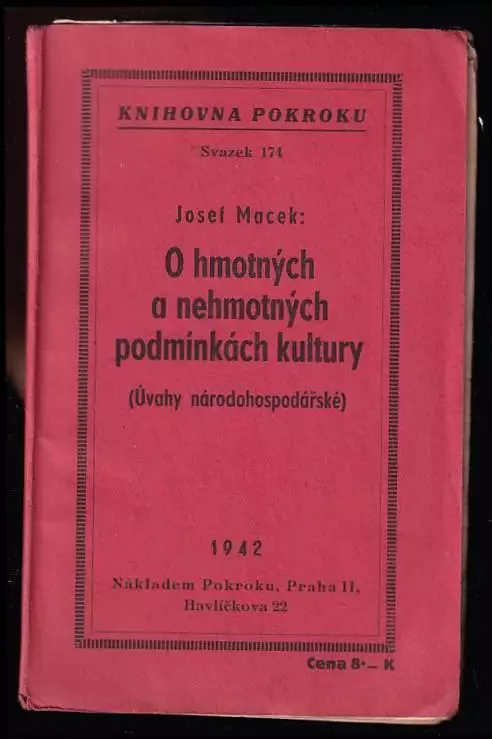 KNIHOVNA POKROKU
Svazek 174
Josef Macek:
O hmotných
a nehmotných
podmínkách kultury
(Úvahy národohospodářské)
1942
Nákladem Pokroku, Praha II,
Havlíčkova 22
Cena 8·– K